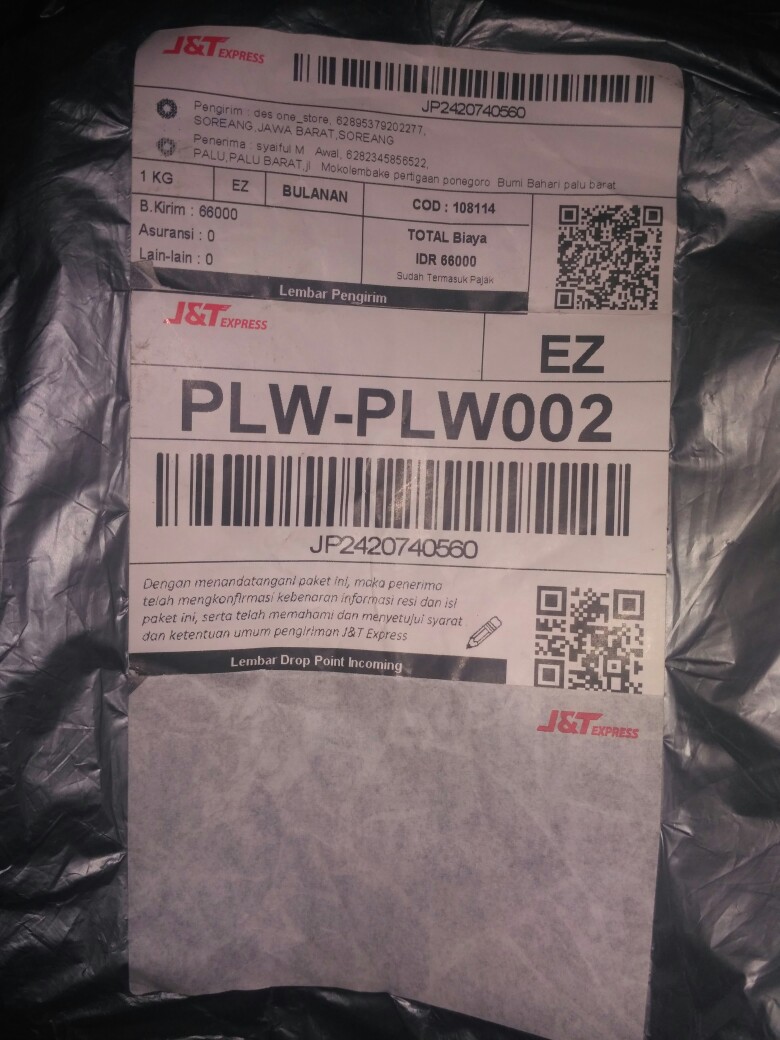 J&T EXPRESS
JP2420740560
Pengirim : des one_store, 62895379202277,
SOREANG,JAWA BARAT,SOREANG
Penerima : syaiful M Awal, 6282345856522,
PALU,PALU BARAT,jl Mokolembake pertigaan ponegoro Bumi Bahari palu barat
1 KG EZ BULANAN COD : 108114
B.Kirim : 66000
Asuransi : 0
Lain-lain : 0
TOTAL Biaya
IDR 66000
Sudah Termasuk Pajak
Lembar Pengirim
J&T EXPRESS
EZ
PLW-PLW002
JP2420740560
Dengan menandatangani paket ini, maka penerima
telah mengkonfirmasi kebenaran informasi resi dan isi
paket ini, serta telah memahami dan menyetujui syarat
dan ketentuan umum pengiriman J&T Express
Lembar Drop Point Incoming
J&T EXPRESS